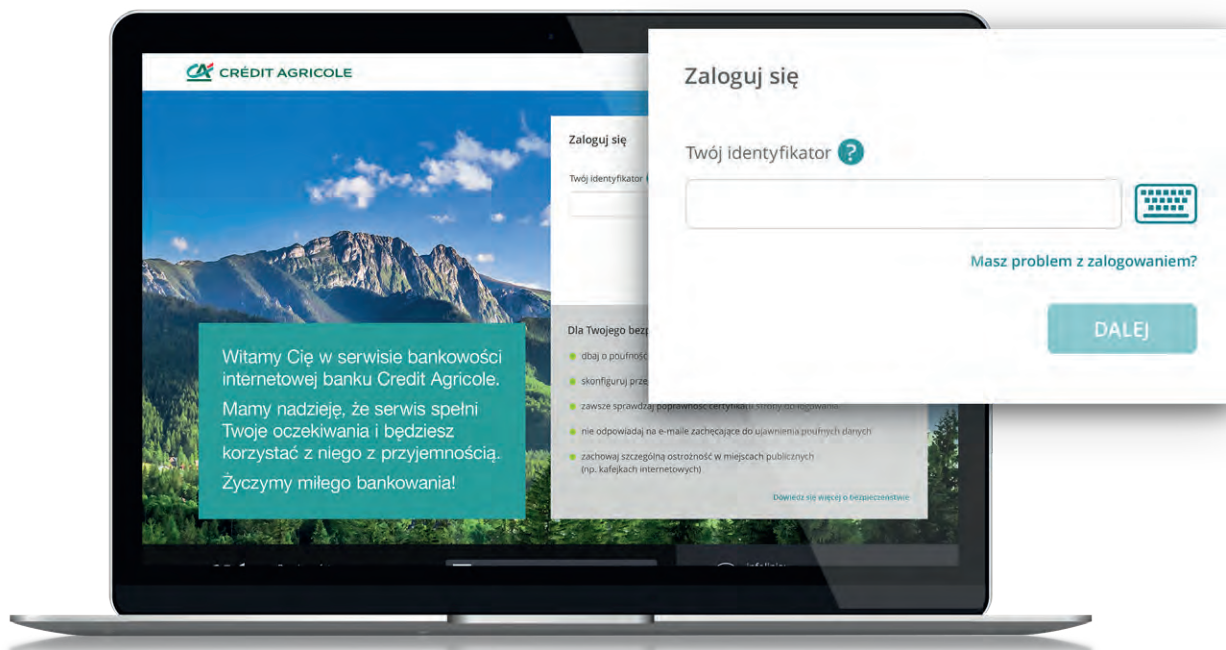 CRÉDIT AGRICOLE
Zaloguj się
Twój identyfikator ?
Masz problem z zalogowaniem?
DALEJ
Zaloguj się
Twój identyfikator
Witamy Cię w serwisie bankowości
internetowej banku Credit Agricole.
Mamy nadzieję, że serwis spełni
Twoje oczekiwania i będziesz
korzystać z niego z przyjemnością.
Życzymy miłego bankowania!
Dla Twojego
dbaj o poufność
skonfiguruj
zawsze sprawdzaj poprawność certyfikatu strony do logowania
nie odpowiadaj na e-maile zachęcające do ujawnienia poufnych danych
zachowaj szczególną ostrożność w miejscach publicznych
(np. kafejkach internetowych)
Dowiedz się więcej o bezpieczeństwie